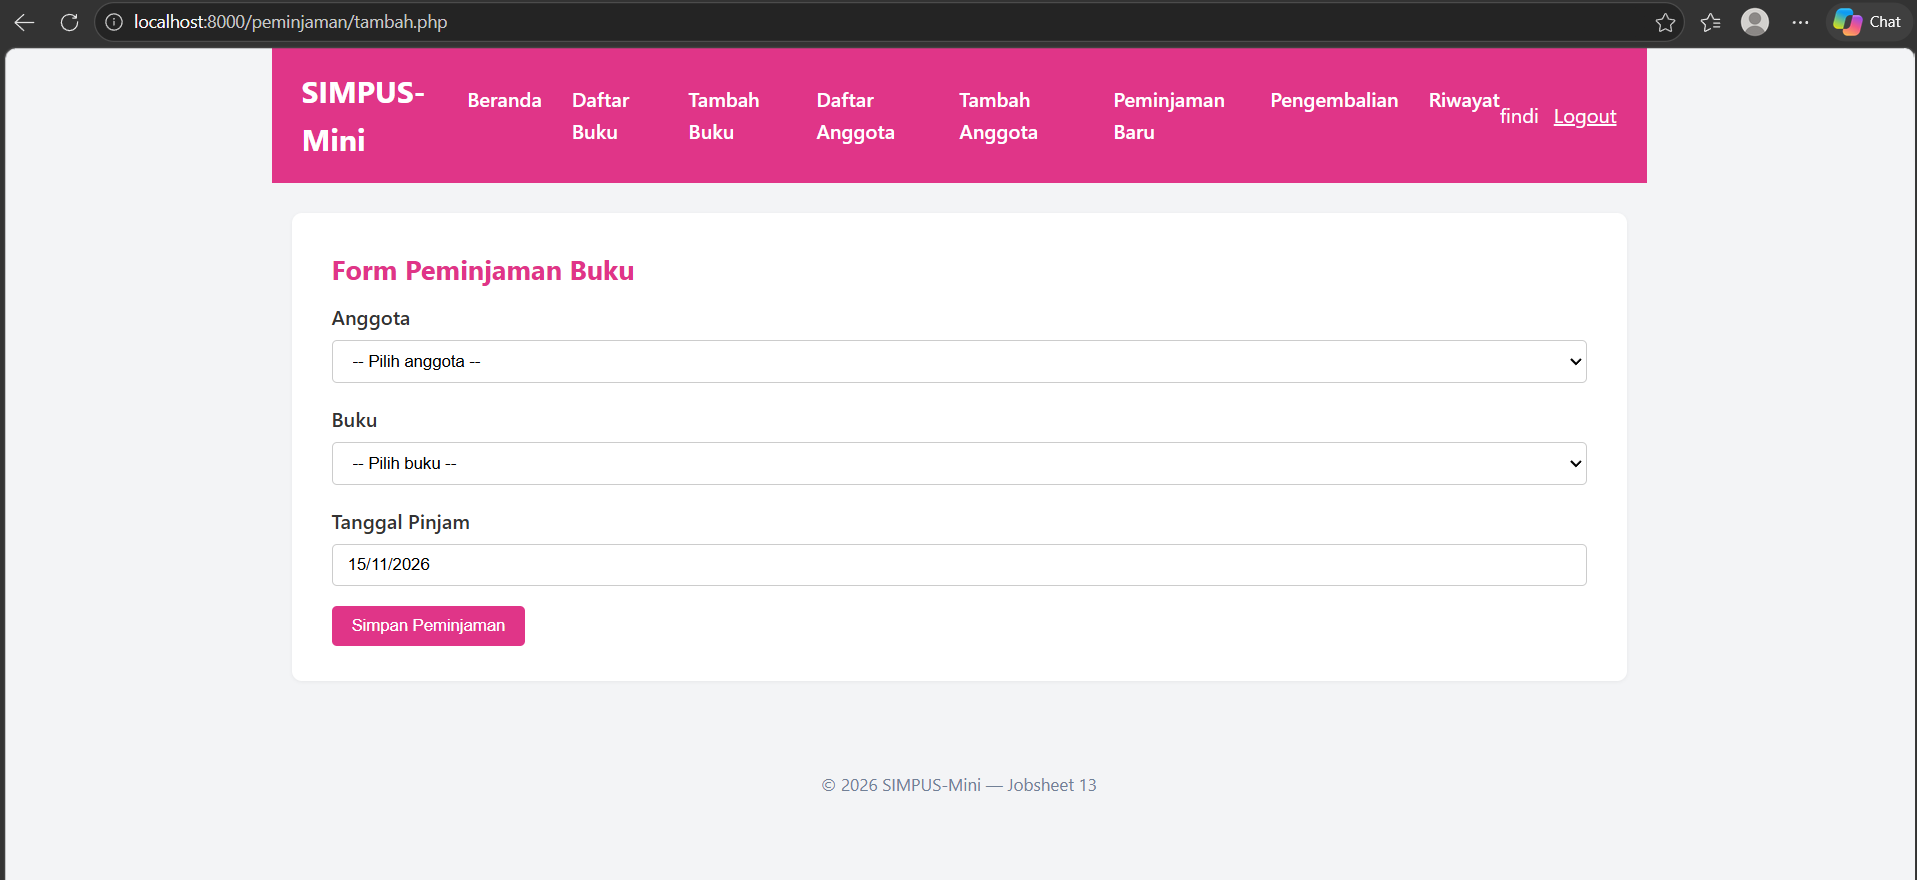 localhost:8000/peminjaman/tambah.php
Chat
SIMPUS-
Mini
Beranda
Daftar
Buku
Tambah
Buku
Daftar
Anggota
Tambah
Anggota
Peminjaman
Baru
Pengembalian
Riwayat
findi
Logout
Form Peminjaman Buku
Anggota
-- Pilih anggota --
Buku
-- Pilih buku --
Tanggal Pinjam
15/11/2026
Simpan Peminjaman
© 2026 SIMPUS-Mini — Jobsheet 13